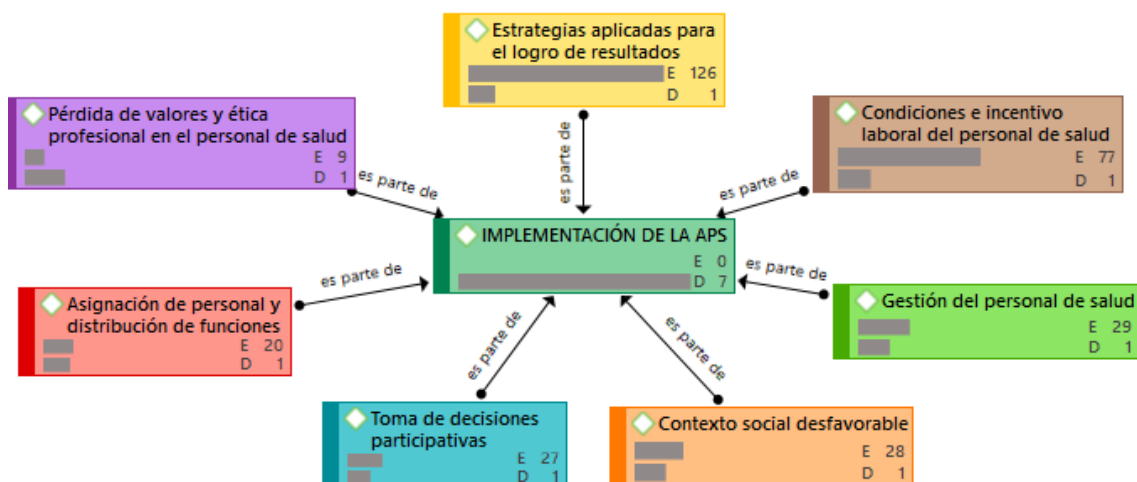 Estrategias aplicadas para
el logro de resultados
E 126
D 1
Pérdida de valores y ética
profesional en el personal de salud
E 9
D 1
Condiciones e incentivo
laboral del personal de salud
E 77
D 1
es parte de
es parte de
es parte de
IMPLEMENTACIÓN DE LA APS
E 0
D 7
es parte de
es parte de
Asignación de personal y
distribución de funciones
E 20
D 1
Gestión del personal de salud
E 29
D 1
es parte de
es parte de
Toma de decisiones
participativas
E 27
D 1
Contexto social desfavorable
E 28
D 1